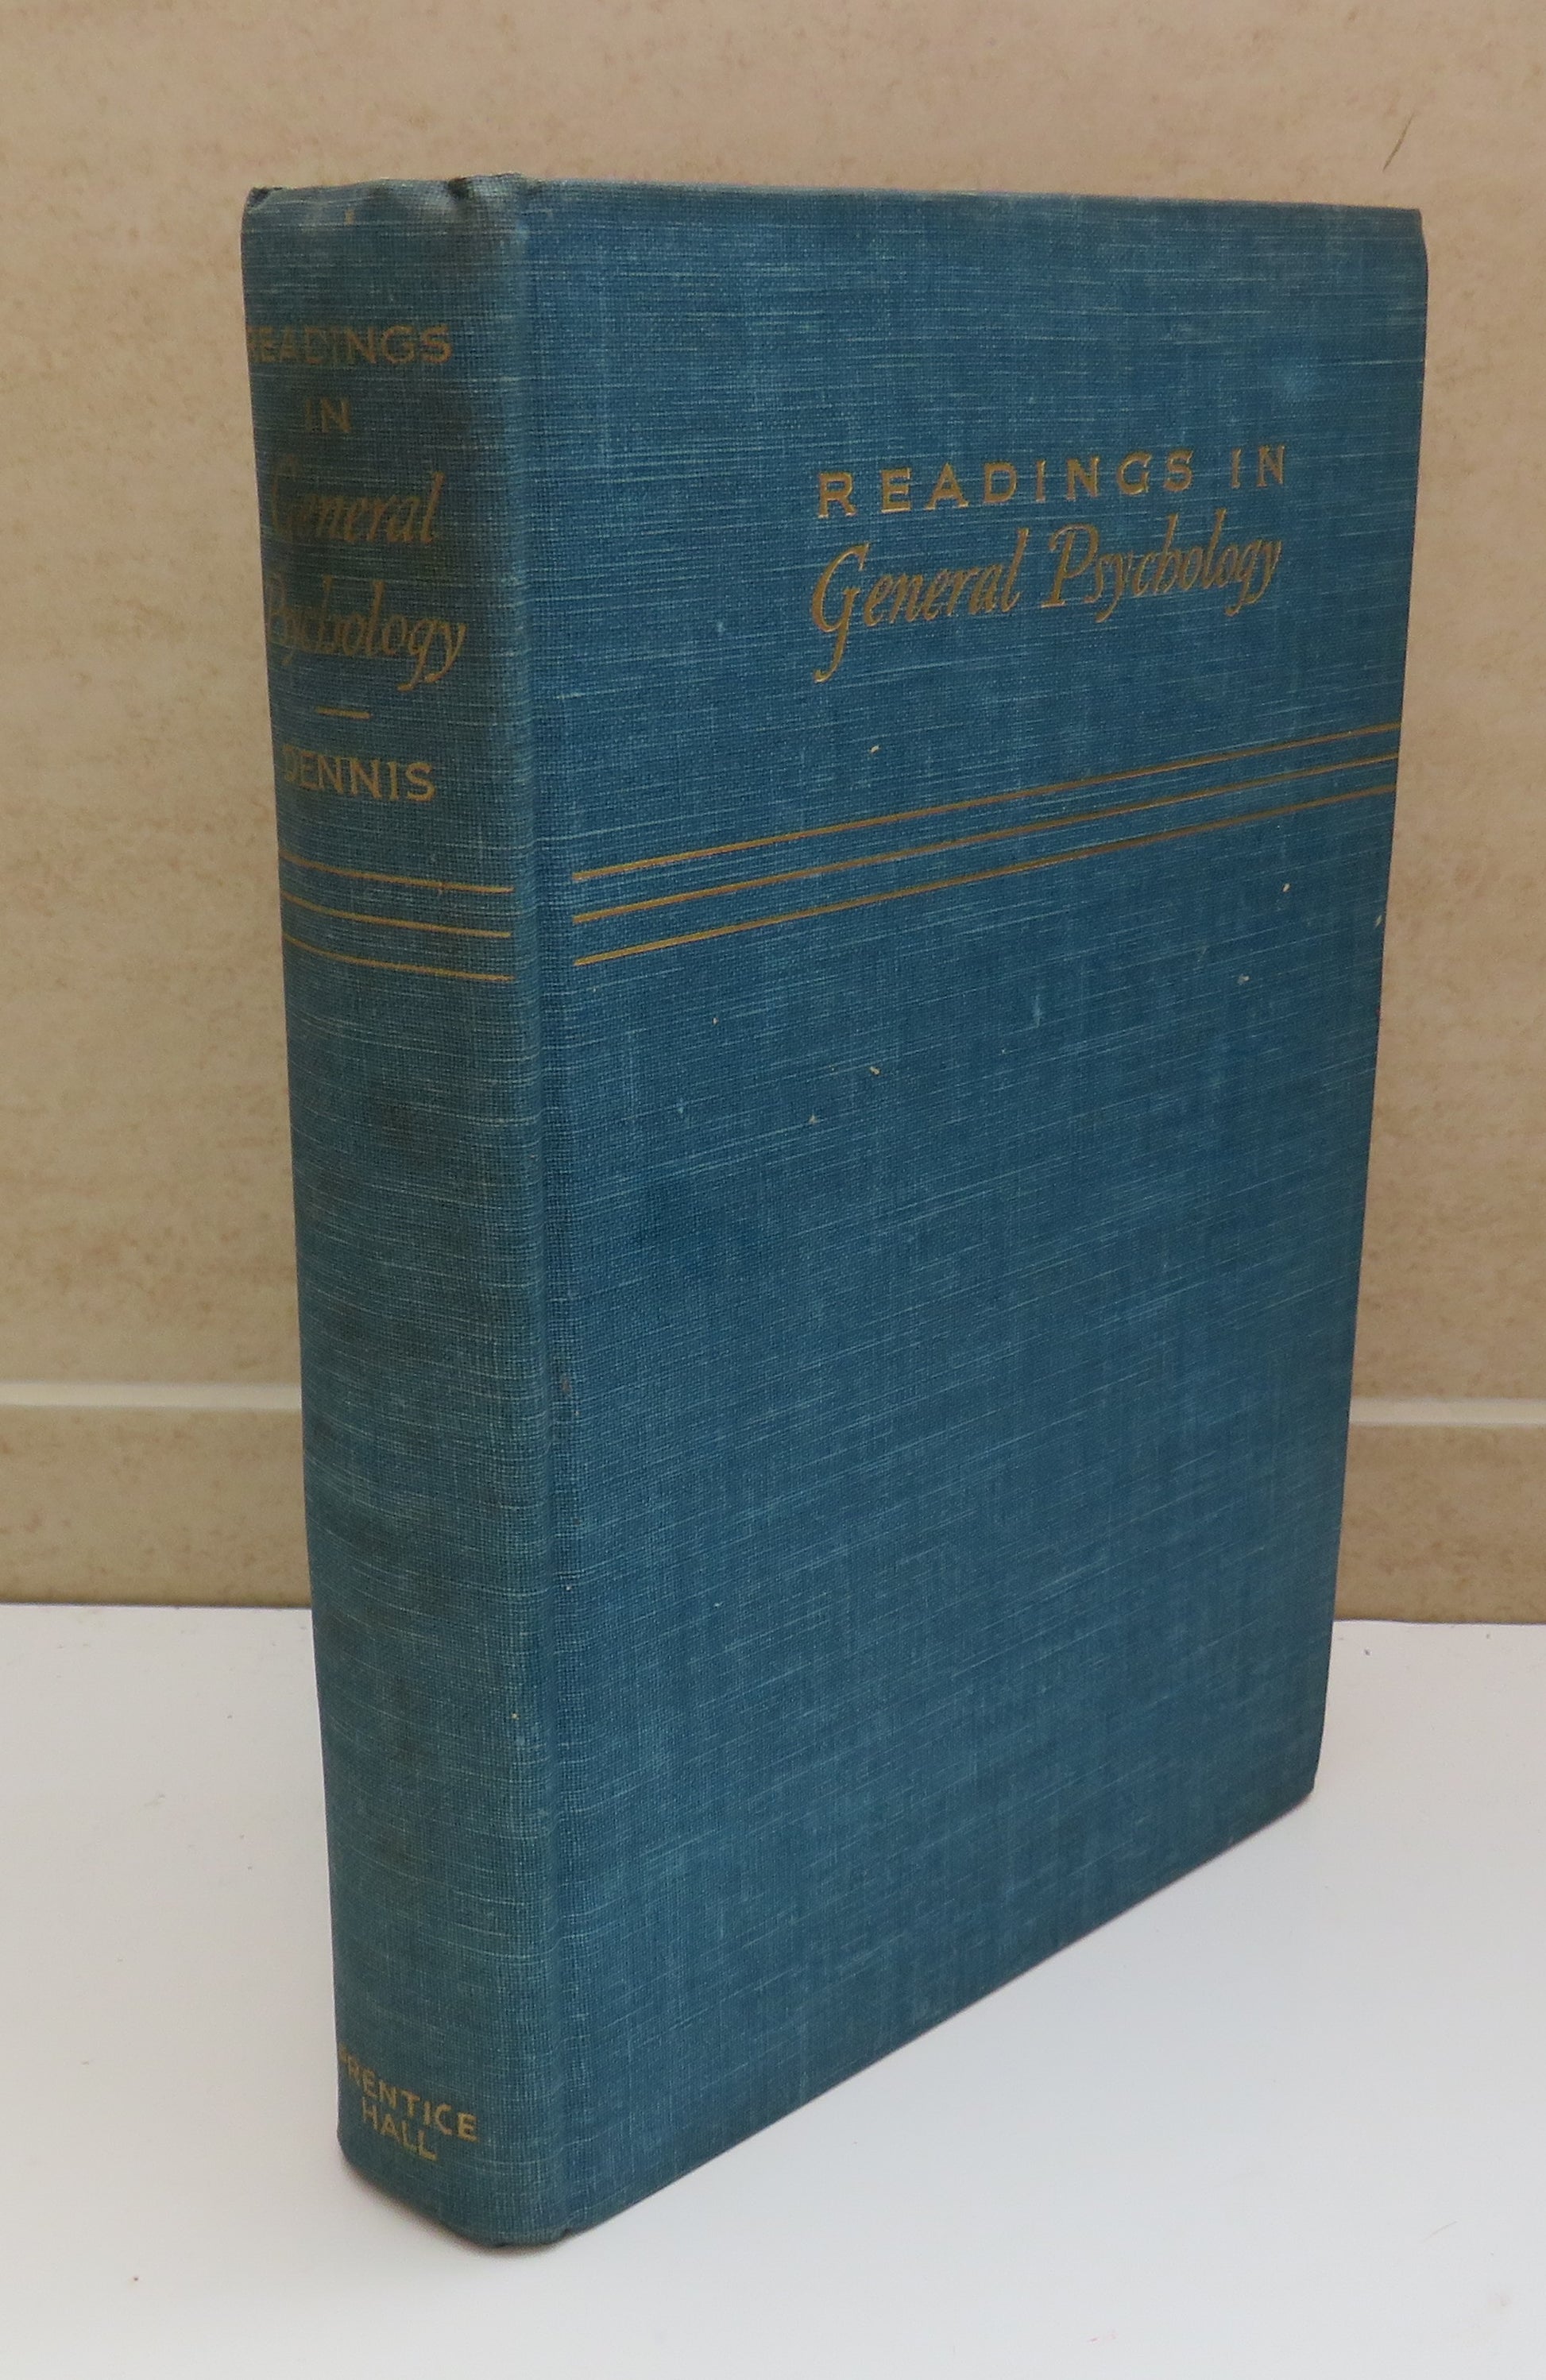 READINGS
IN
General
Psychology
DENNIS
PRENTICE
HALL
READINGS IN
General Psychology